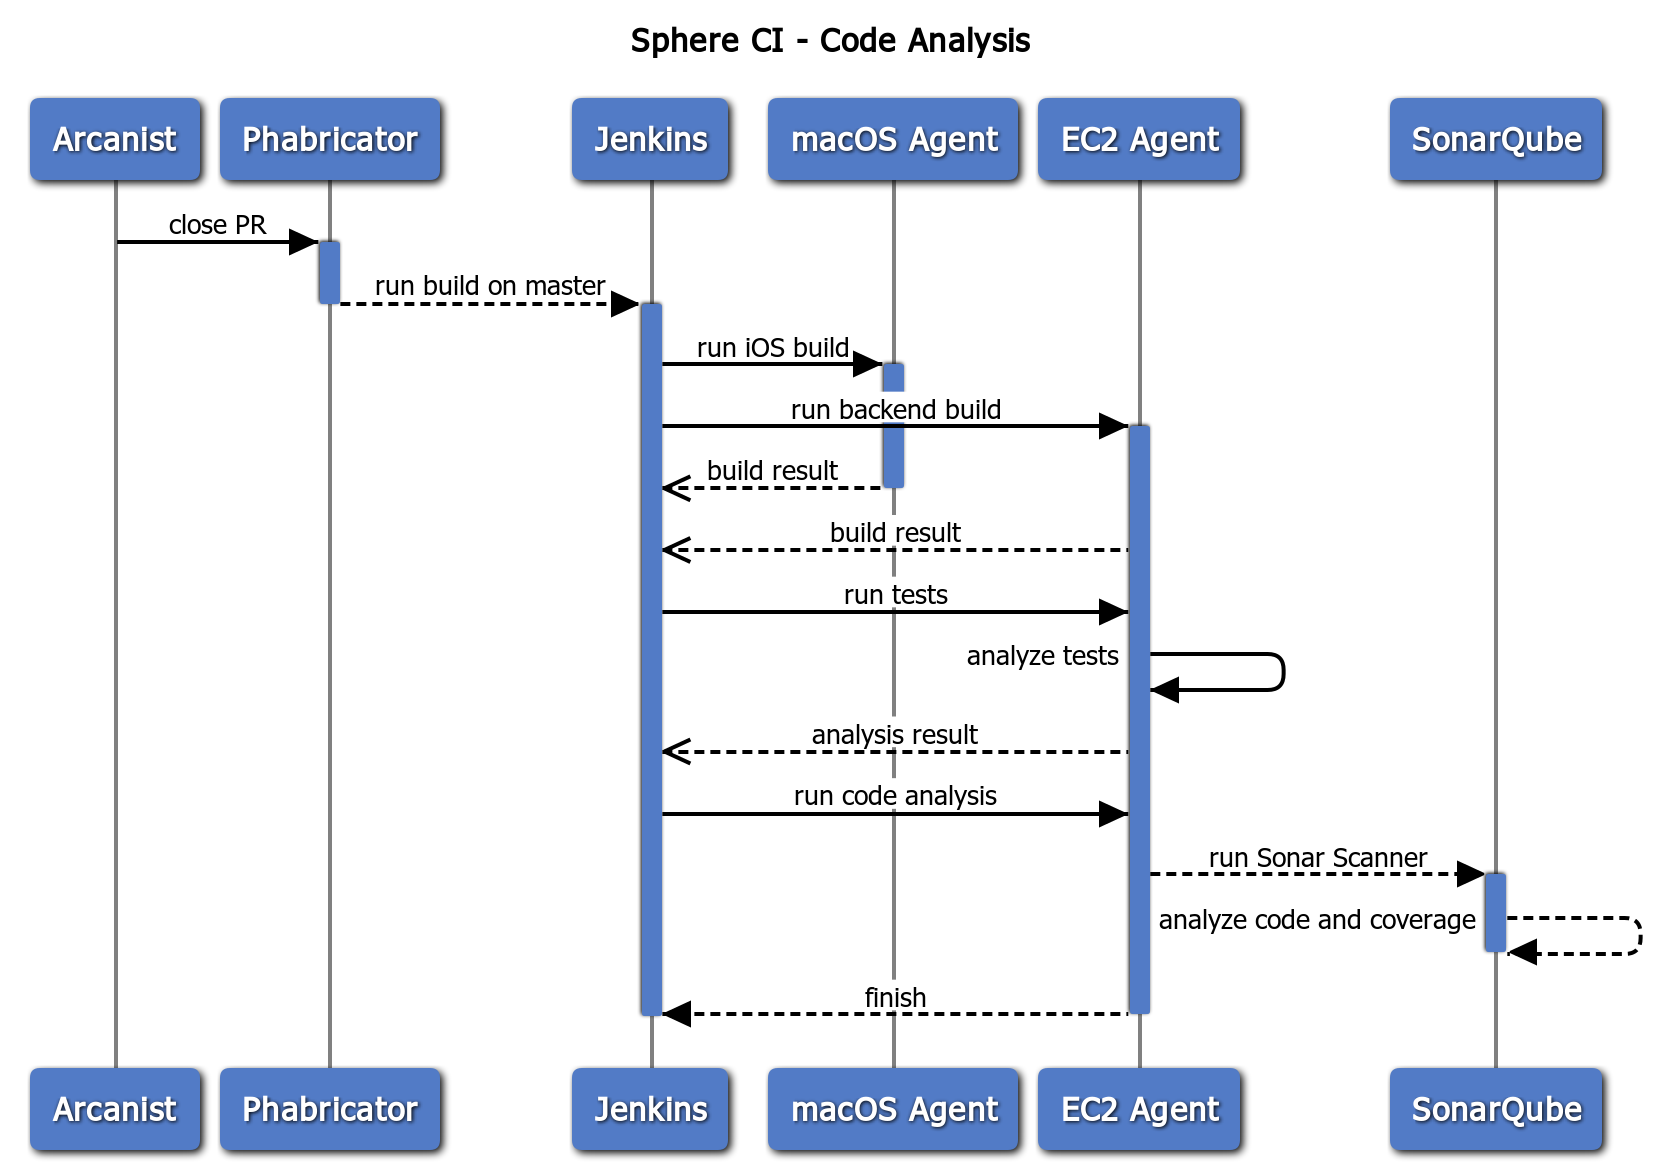 Sphere CI - Code Analysis
Arcanist
Phabricator
Jenkins
macOS Agent
EC2 Agent
SonarQube
close PR
run build on master
run iOS build
run backend build
build result
build result
run tests
analyze tests
analysis result
run code analysis
run Sonar Scanner
analyze code and coverage
finish
Arcanist
Phabricator
Jenkins
macOS Agent
EC2 Agent
SonarQube